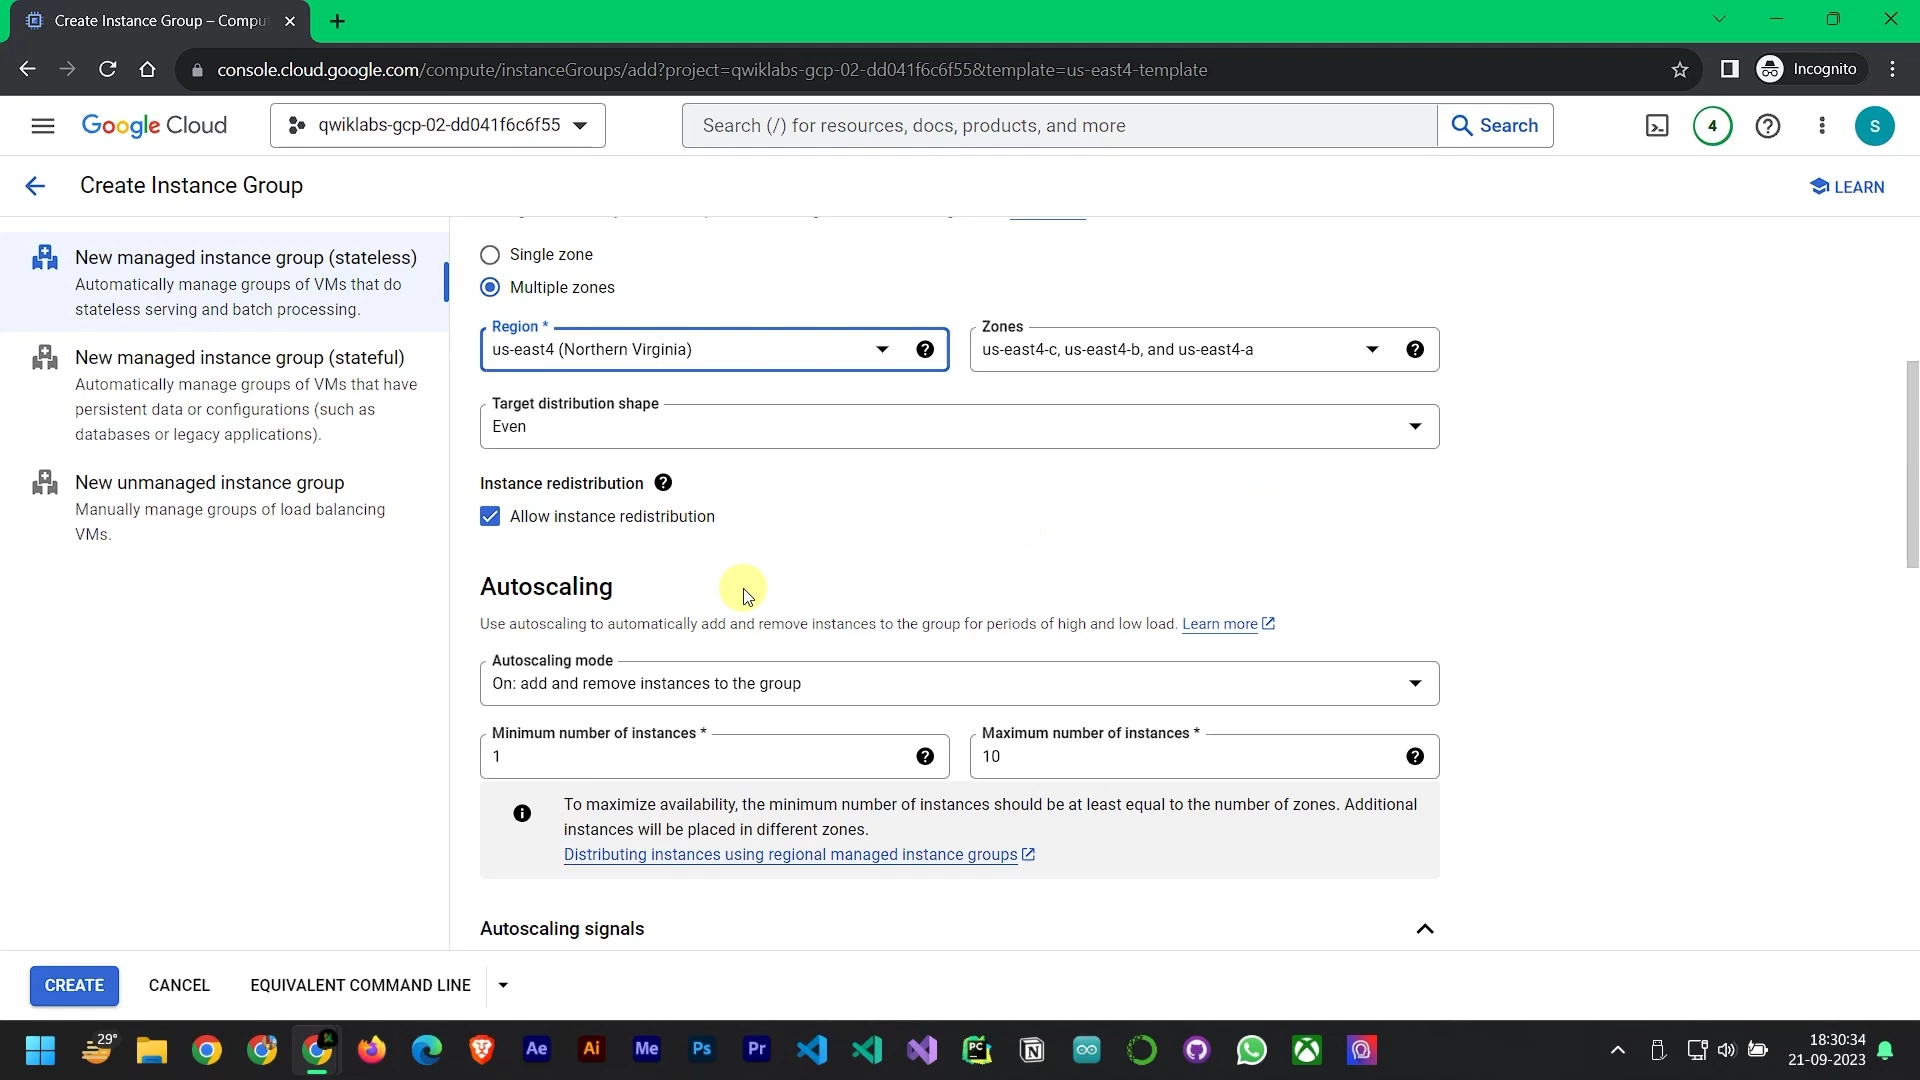 Create Instance Group – Compu
console.cloud.google.com/compute/instanceGroups/add?project=qwiklabs-gcp-02-dd041f6c6f55&template=us-east4-template
Incognito
Google Cloud
qwiklabs-gcp-02-dd041f6c6f55
Search (/) for resources, docs, products, and more
Search
4
S
Create Instance Group
LEARN
New managed instance group (stateless)
Automatically manage groups of VMs that do
stateless serving and batch processing.
New managed instance group (stateful)
Automatically manage groups of VMs that have
persistent data or configurations (such as
databases or legacy applications).
New unmanaged instance group
Manually manage groups of load balancing
VMs.
Single zone
Multiple zones
Region *
us-east4 (Northern Virginia)
Zones
us-east4-c, us-east4-b, and us-east4-a
Target distribution shape
Even
Instance redistribution
Allow instance redistribution
Autoscaling
Use autoscaling to automatically add and remove instances to the group for periods of high and low load. Learn more
Autoscaling mode
On: add and remove instances to the group
Minimum number of instances *
1
Maximum number of instances *
10
To maximize availability, the minimum number of instances should be at least equal to the number of zones. Additional
instances will be placed in different zones.
Distributing instances using regional managed instance groups
Autoscaling signals
CREATE
CANCEL
EQUIVALENT COMMAND LINE
29°
Ae
Ai
Me
Ps
Pr
PC
N
18:30:34
21-09-2023